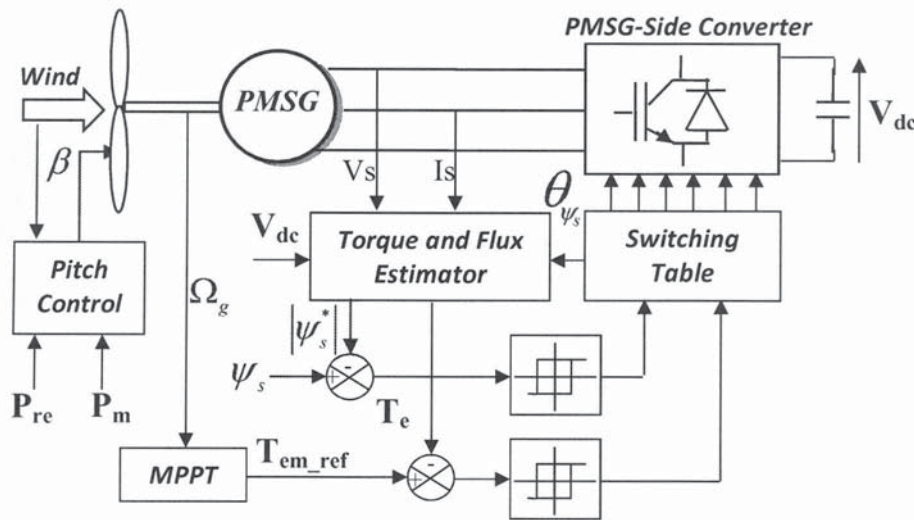 PMSG-Side Converter
Wind
PMSG
V_dc
β
Vs
Is
θ_ψ_s
V_dc
Torque and Flux
Estimator
Switching
Table
Pitch
Control
Ω_g
|ψ_s^*|
-
ψ_s
+
P_re
P_m
T_e
MPPT
T_em_ref
-
+